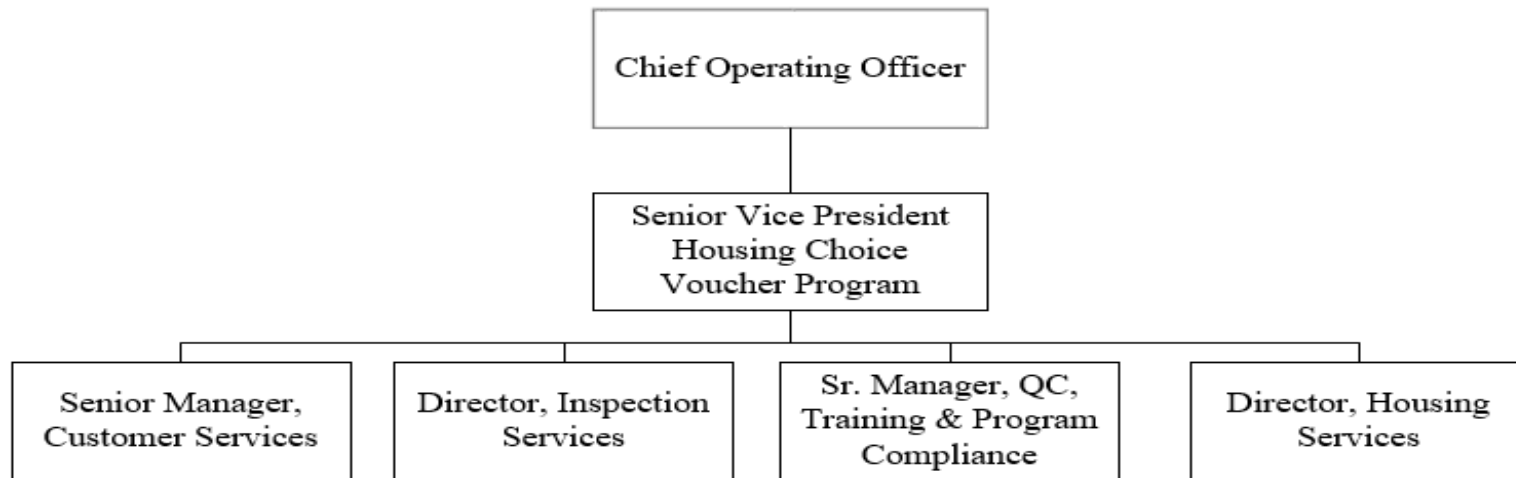 Chief Operating Officer
Senior Vice President
Housing Choice
Voucher Program
Senior Manager,
Customer Services
Director, Inspection
Services
Sr. Manager, QC,
Training & Program
Compliance
Director, Housing
Services